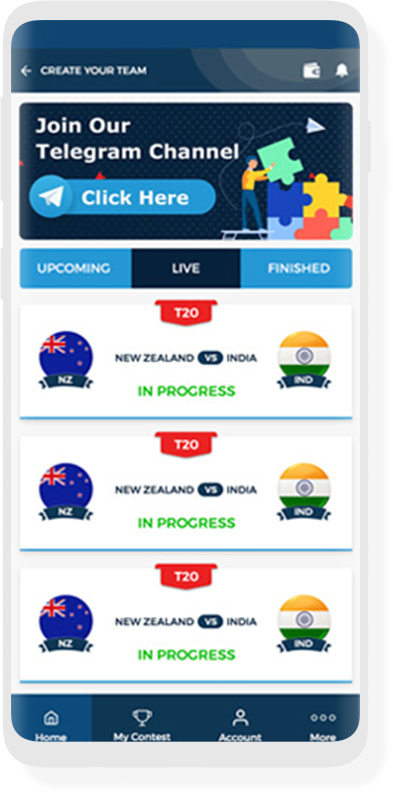 CREATE YOUR TEAM
Join Our
Telegram Channel
Click Here
UPCOMING LIVE FINISHED
T20
NEW ZEALAND VS INDIA
NZ IND
IN PROGRESS
T20
NEW ZEALAND VS INDIA
NZ IND
IN PROGRESS
T20
NEW ZEALAND VS INDIA
NZ IND
IN PROGRESS
Home My Contest Account More